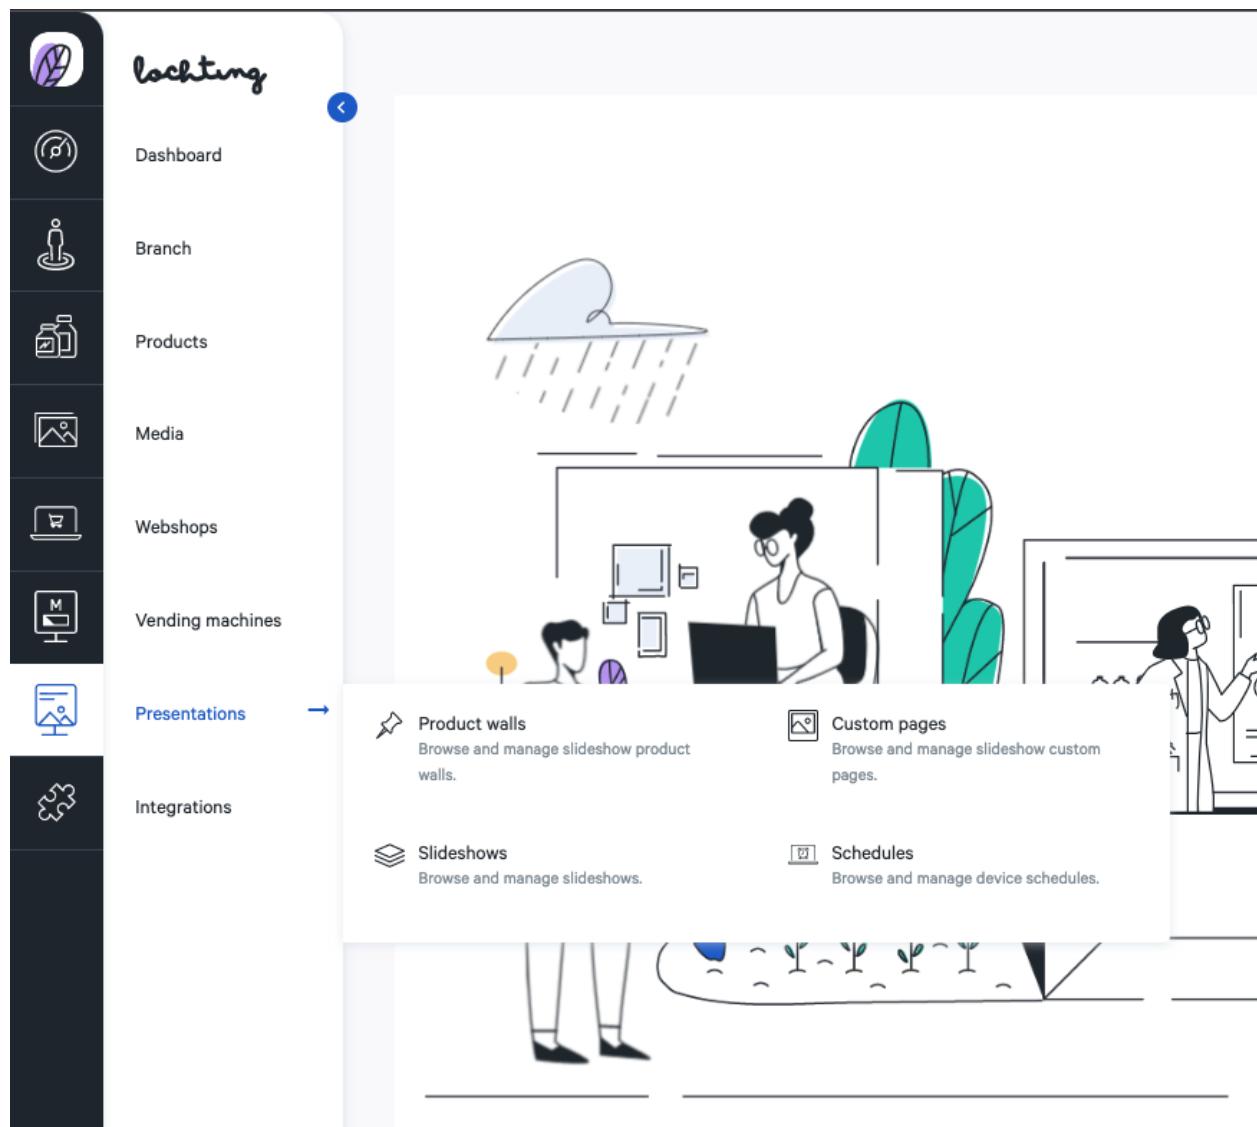 lochting
Dashboard
Branch
Products
Media
Webshops
M
Vending machines
Presentations
Product walls
Browse and manage slideshow product
walls.
Custom pages
Browse and manage slideshow custom
pages.
Slideshows
Browse and manage slideshows.
Schedules
Browse and manage device schedules.
Integrations